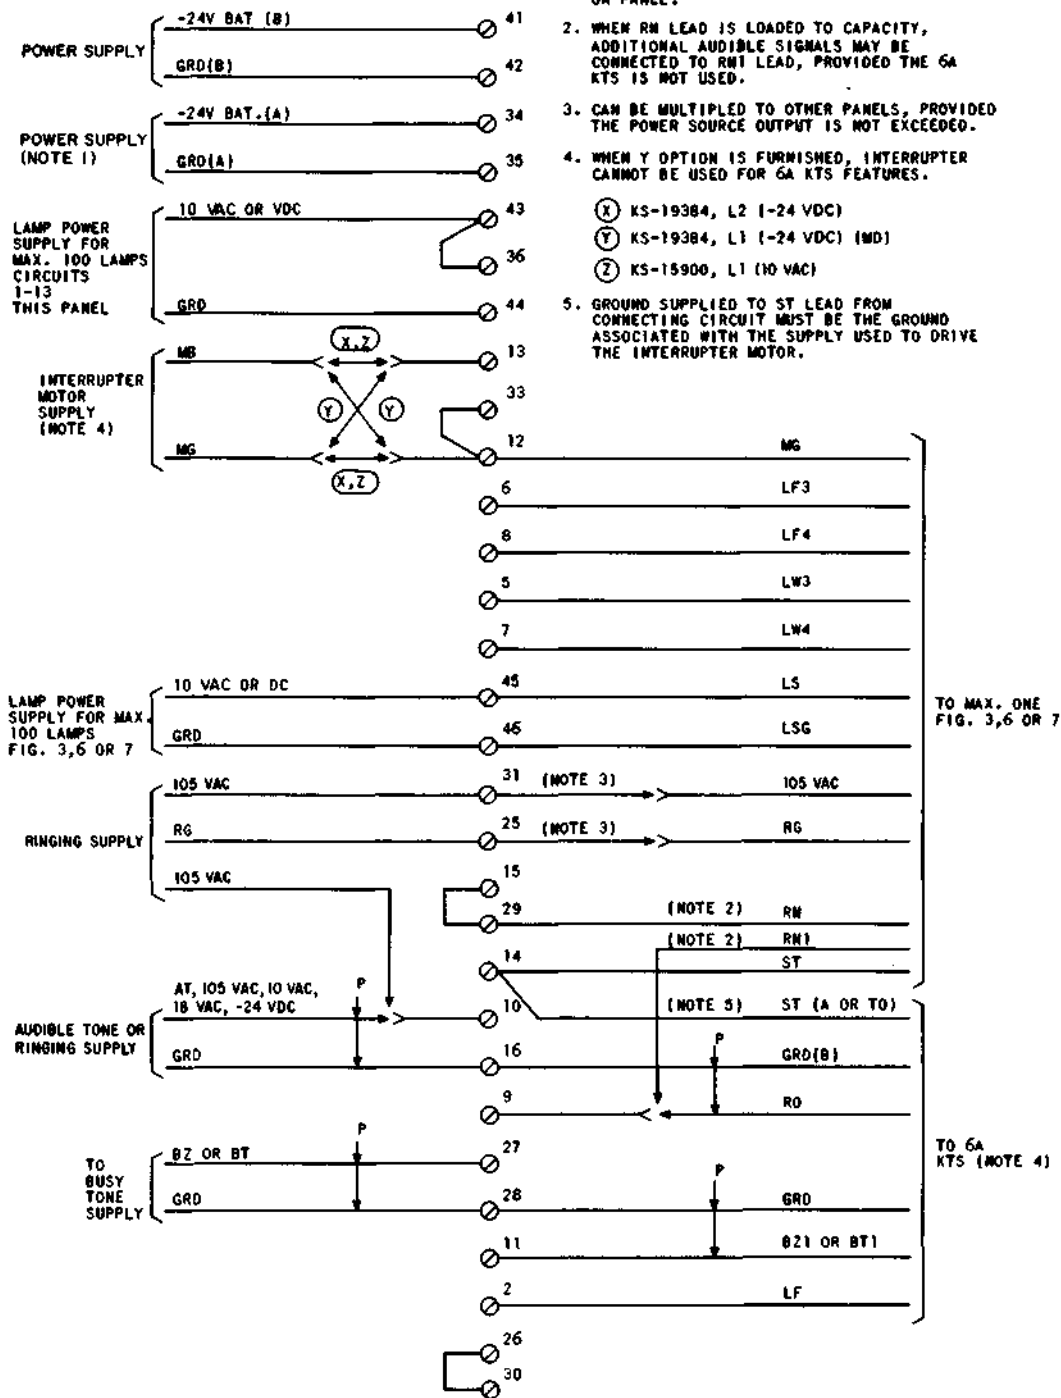 OR PANEL.
2. WHEN RM LEAD IS LOADED TO CAPACITY,
ADDITIONAL AUDIBLE SIGNALS MAY BE
CONNECTED TO RM1 LEAD, PROVIDED THE 6A
KTS IS NOT USED.
3. CAN BE MULTIPLED TO OTHER PANELS, PROVIDED
THE POWER SOURCE OUTPUT IS NOT EXCEEDED.
4. WHEN Y OPTION IS FURNISHED, INTERRUPTER
CANNOT BE USED FOR 6A KTS FEATURES.
X KS-19384, L2 (-24 VDC)
Y KS-19384, L1 (-24 VDC) (MD)
Z KS-15900, L1 (10 VAC)
5. GROUND SUPPLIED TO ST LEAD FROM
CONNECTING CIRCUIT MUST BE THE GROUND
ASSOCIATED WITH THE SUPPLY USED TO DRIVE
THE INTERRUPTER MOTOR.
POWER SUPPLY
-24V BAT (B) 41
GRD(B) 42
POWER SUPPLY
(NOTE 1)
-24V BAT.(A) 34
GRD(A) 35
LAMP POWER
SUPPLY FOR
MAX. 100 LAMPS
CIRCUITS
1-13
THIS PANEL
10 VAC OR VDC 43
36
GRD 44
INTERRUPTER
MOTOR
SUPPLY
(NOTE 4)
X,Z
MB 13
33
Y Y
12 MG
MG
X,Z
6 LF3
8 LF4
5 LW3
7 LW4
LAMP POWER
SUPPLY FOR MAX.
100 LAMPS
FIG. 3,6 OR 7
10 VAC OR DC 45 LS
GRD 46 LSG
TO MAX. ONE
FIG. 3,6 OR 7
RINGING SUPPLY
105 VAC 31 (NOTE 3) 105 VAC
RG 25 (NOTE 3) RG
105 VAC 15
29 (NOTE 2) RM
(NOTE 2) RM1
14 ST
AUDIBLE TONE OR
RINGING SUPPLY
AT, 105 VAC, 10 VAC,
18 VAC, -24 VDC
P
10 (NOTE 5) ST (A OR TO)
P
GRD 16 GRD(B)
9 RO
TO
BUSY
TONE
SUPPLY
P
BZ OR BT 27
P
GRD 28 GRD
11 BZ1 OR BT1
2 LF
TO 6A
KTS (NOTE 4)
26
30